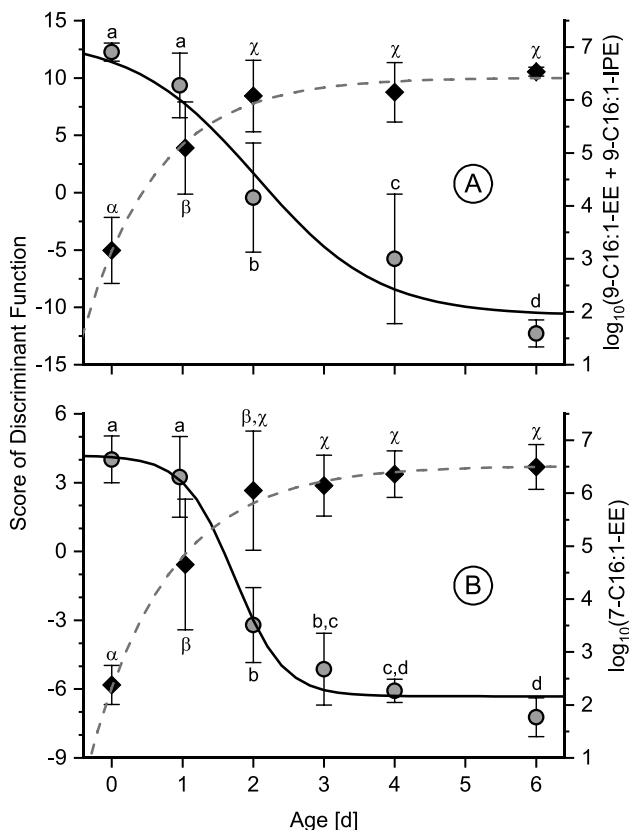 Score of Discriminant Function
15
10
5
0
-5
-10
-15
a
a
χ
χ
χ
α
β
b
c
d
A
7
6
5
4
3
2
1
log10(9-C16:1-EE + 9-C16:1-IPE)
6
3
0
-3
-6
-9
a
a
β,χ
χ
χ
χ
α
β
b
b,c
c,d
d
B
7
6
5
4
3
2
1
log10(7-C16:1-EE)
0 1 2 3 4 5 6
Age [d]